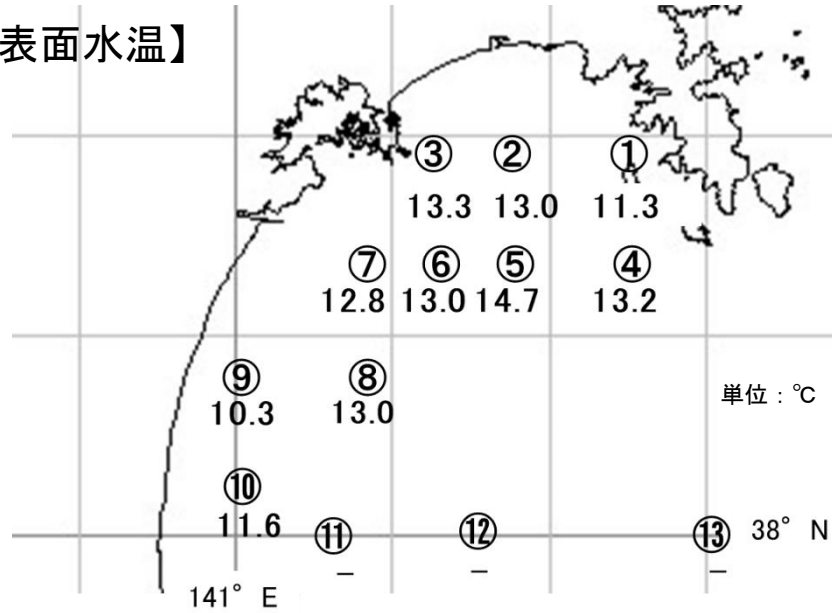 表面水温】
③ ② ①
13.3 13.0 11.3
⑦ ⑥ ⑤ ④
12.8 13.0 14.7 13.2
⑨ ⑧
10.3 13.0
単位：℃
⑩
11.6
⑪ ⑫ ⑬ 38° N
– – –
141° E